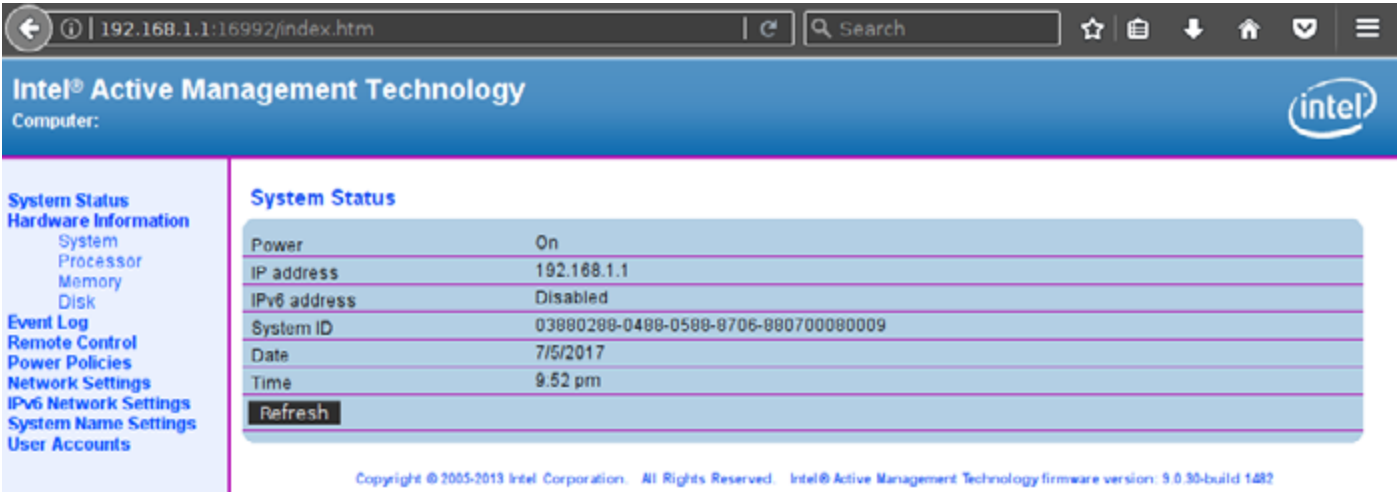 192.168.1.1:16992/index.htm
Search
Intel® Active Management Technology
Computer:
intel
System Status
Hardware Information
System
Processor
Memory
Disk
Event Log
Remote Control
Power Policies
Network Settings
IPv6 Network Settings
System Name Settings
User Accounts
System Status
Power On
IP address 192.168.1.1
IPv6 address Disabled
System ID 03880288-0488-0588-8706-880700080009
Date 7/5/2017
Time 9:52 pm
Refresh
Copyright © 2005-2013 Intel Corporation. All Rights Reserved. Intel® Active Management Technology firmware version: 9.0.30-build 1482